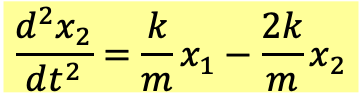 d²x₂/dt² = k/m x₁ − 2k/m x₂